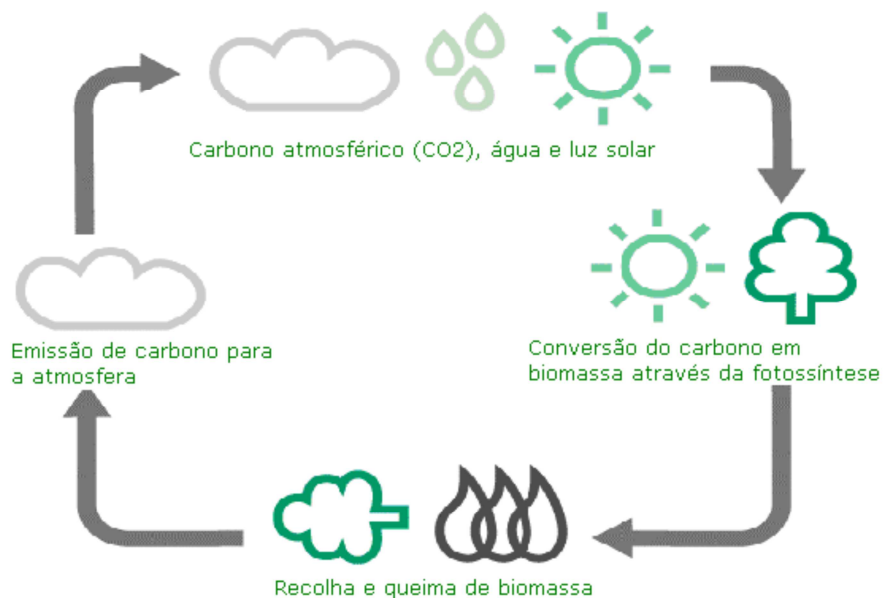 Carbono atmosférico (CO2), água e luz solar
Conversão do carbono em
biomassa através da fotossíntese
Recolha e queima de biomassa
Emissão de carbono para
a atmosfera